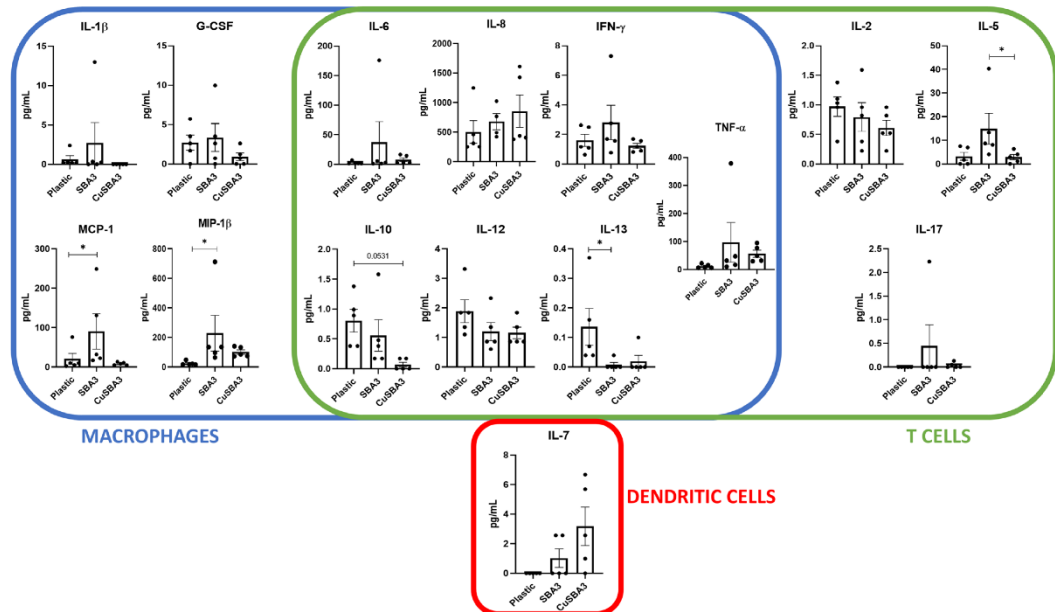 IL-1β
15
10
5
0
pg/mL
Plastic
SBA3
CuSBA3
G-CSF
15
10
5
0
pg/mL
Plastic
SBA3
CuSBA3
IL-6
200
150
100
50
0
pg/mL
Plastic
SBA3
CuSBA3
IL-8
2000
1500
1000
500
0
pg/mL
Plastic
SBA3
CuSBA3
IFN-γ
8
6
4
2
0
pg/mL
Plastic
SBA3
CuSBA3
TNF-α
400
300
200
100
0
pg/mL
Plastic
SBA3
CuSBA3
IL-2
2.0
1.5
1.0
0.5
0.0
pg/mL
Plastic
SBA3
CuSBA3
IL-5
*
50
40
30
20
10
0
pg/mL
Plastic
SBA3
CuSBA3
MCP-1
*
300
200
100
0
pg/mL
Plastic
SBA3
CuSBA3
MIP-1β
*
800
600
400
200
0
pg/mL
Plastic
SBA3
CuSBA3
IL-10
0.0531
2.0
1.5
1.0
0.5
0.0
pg/mL
Plastic
SBA3
CuSBA3
IL-12
4
3
2
1
0
pg/mL
Plastic
SBA3
CuSBA3
IL-13
*
0.4
0.3
0.2
0.1
0.0
pg/mL
Plastic
SBA3
CuSBA3
IL-17
2.5
2.0
1.5
1.0
0.5
0.0
pg/mL
Plastic
SBA3
CuSBA3
MACROPHAGES
T CELLS
IL-7
8
6
4
2
0
pg/mL
Plastic
SBA3
CuSBA3
DENDRITIC CELLS